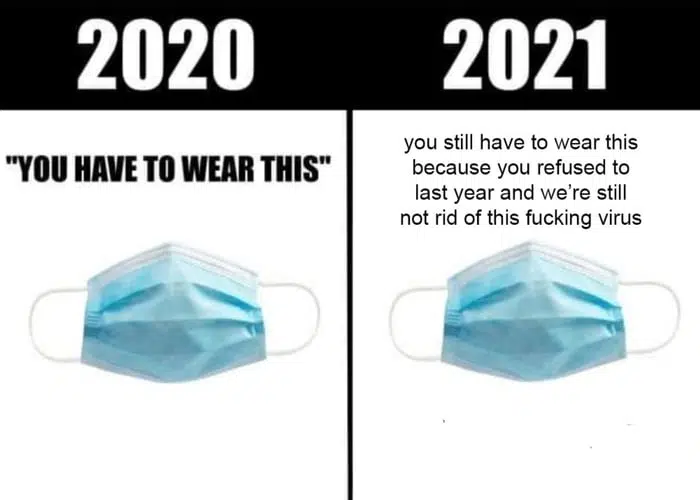 2020
2021
"YOU HAVE TO WEAR THIS"
you still have to wear this
because you refused to
last year and we're still
not rid of this fucking virus